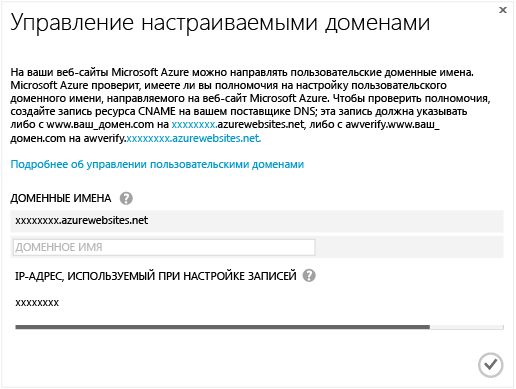 Управление настраиваемыми доменами
На ваши веб-сайты Microsoft Azure можно направлять пользовательские доменные имена.
Microsoft Azure проверит, имеете ли вы полномочия на настройку пользовательского
доменного имени, направляемого на веб-сайт Microsoft Azure. Чтобы проверить полномочия,
создайте запись ресурса CNAME на вашем поставщике DNS; эта запись должна указывать
либо с www.ваш_домен.com на xxxxxxxx.azurewebsites.net, либо с awverify.www.ваш_
домен.com на awverify.xxxxxxxx.azurewebsites.net.
Подробнее об управлении пользовательскими доменами
ДОМЕННЫЕ ИМЕНА ?
xxxxxxxx.azurewebsites.net
ДОМЕННОЕ ИМЯ
IP-АДРЕС, ИСПОЛЬЗУЕМЫЙ ПРИ НАСТРОЙКЕ ЗАПИСЕЙ ?
xxxxxxxx